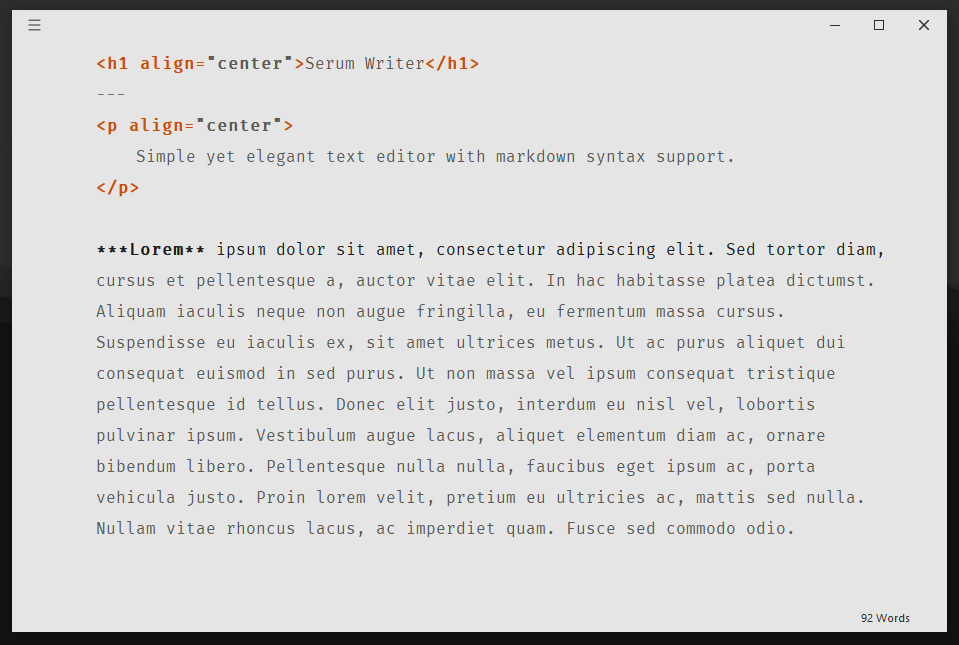 <h1 align="center">Serum Writer</h1>
---
<p align="center">
Simple yet elegant text editor with markdown syntax support.
</p>
***Lorem** ipsum dolor sit amet, consectetur adipiscing elit. Sed tortor diam,
cursus et pellentesque a, auctor vitae elit. In hac habitasse platea dictumst.
Aliquam iaculis neque non augue fringilla, eu fermentum massa cursus.
Suspendisse eu iaculis ex, sit amet ultrices metus. Ut ac purus aliquet dui
consequat euismod in sed purus. Ut non massa vel ipsum consequat tristique
pellentesque id tellus. Donec elit justo, interdum eu nisl vel, lobortis
pulvinar ipsum. Vestibulum augue lacus, aliquet elementum diam ac, ornare
bibendum libero. Pellentesque nulla nulla, faucibus eget ipsum ac, porta
vehicula justo. Proin lorem velit, pretium eu ultricies ac, mattis sed nulla.
Nullam vitae rhoncus lacus, ac imperdiet quam. Fusce sed commodo odio.
92 Words